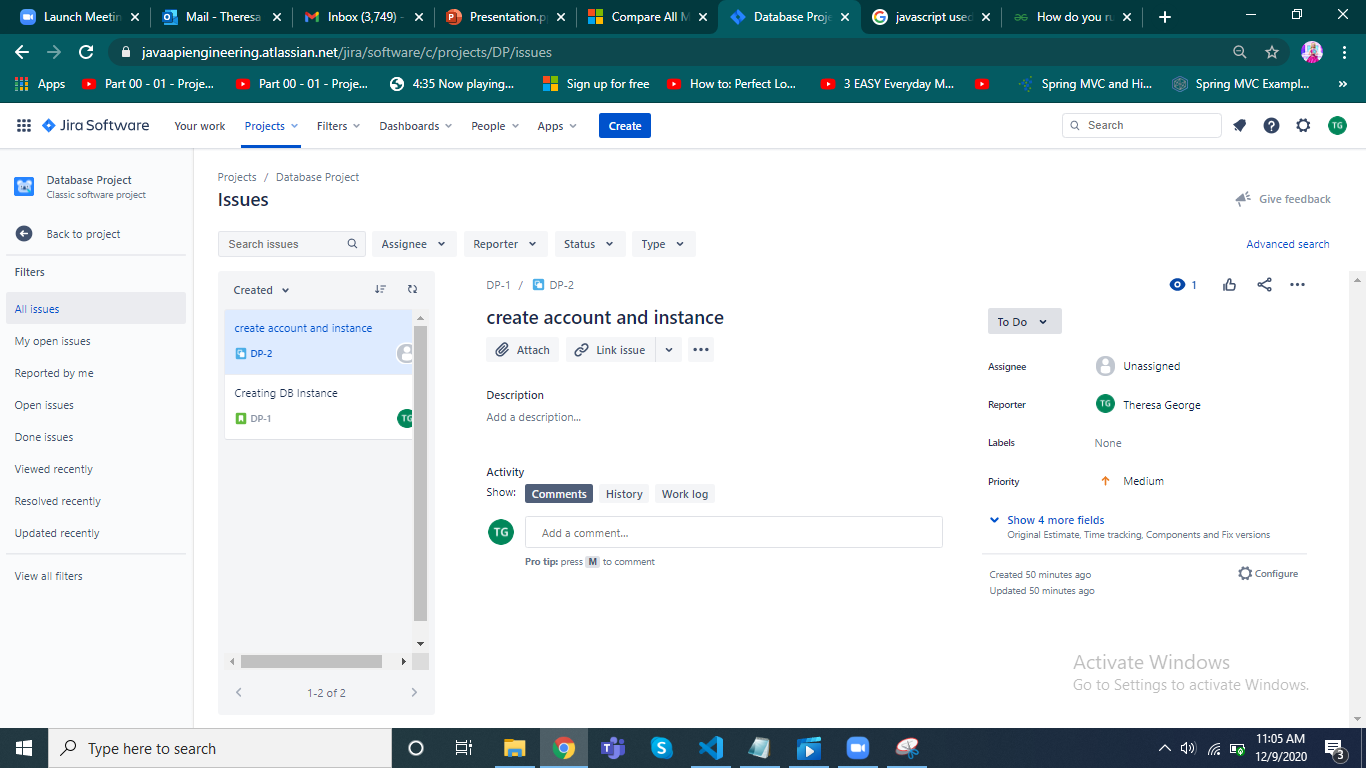 Launch Meetin
Mail - Theresa
Inbox (3,749) -
Presentation.p
Compare All M
Database Proje
javascript used
How do you ru
javaapiengineering.atlassian.net/jira/software/c/projects/DP/issues
Apps
Part 00 - 01 - Proje...
Part 00 - 01 - Proje...
4:35 Now playing...
Sign up for free
How to: Perfect Lo...
3 EASY Everyday M...
Spring MVC and Hi...
Spring MVC Exampl...
Jira Software
Your work
Projects
Filters
Dashboards
People
Apps
Create
Search
TG
Database Project
Classic software project
Back to project
Filters
All issues
My open issues
Reported by me
Open issues
Done issues
Viewed recently
Resolved recently
Updated recently
View all filters
Projects / Database Project
Issues
Give feedback
Search issues
Assignee
Reporter
Status
Type
Advanced search
Created
create account and instance
DP-2
Creating DB Instance
DP-1
TG
1-2 of 2
DP-1 / DP-2
1
create account and instance
Attach
Link issue
Description
Add a description...
Activity
Show:
Comments
History
Work log
TG
Add a comment...
Pro tip: press M to comment
To Do
Assignee
Unassigned
Reporter
TG
Theresa George
Labels
None
Priority
Medium
Show 4 more fields
Original Estimate, Time tracking, Components and Fix versions
Created 50 minutes ago
Updated 50 minutes ago
Configure
Activate Windows
Go to Settings to activate Windows.
Type here to search
11:05 AM
12/9/2020
3